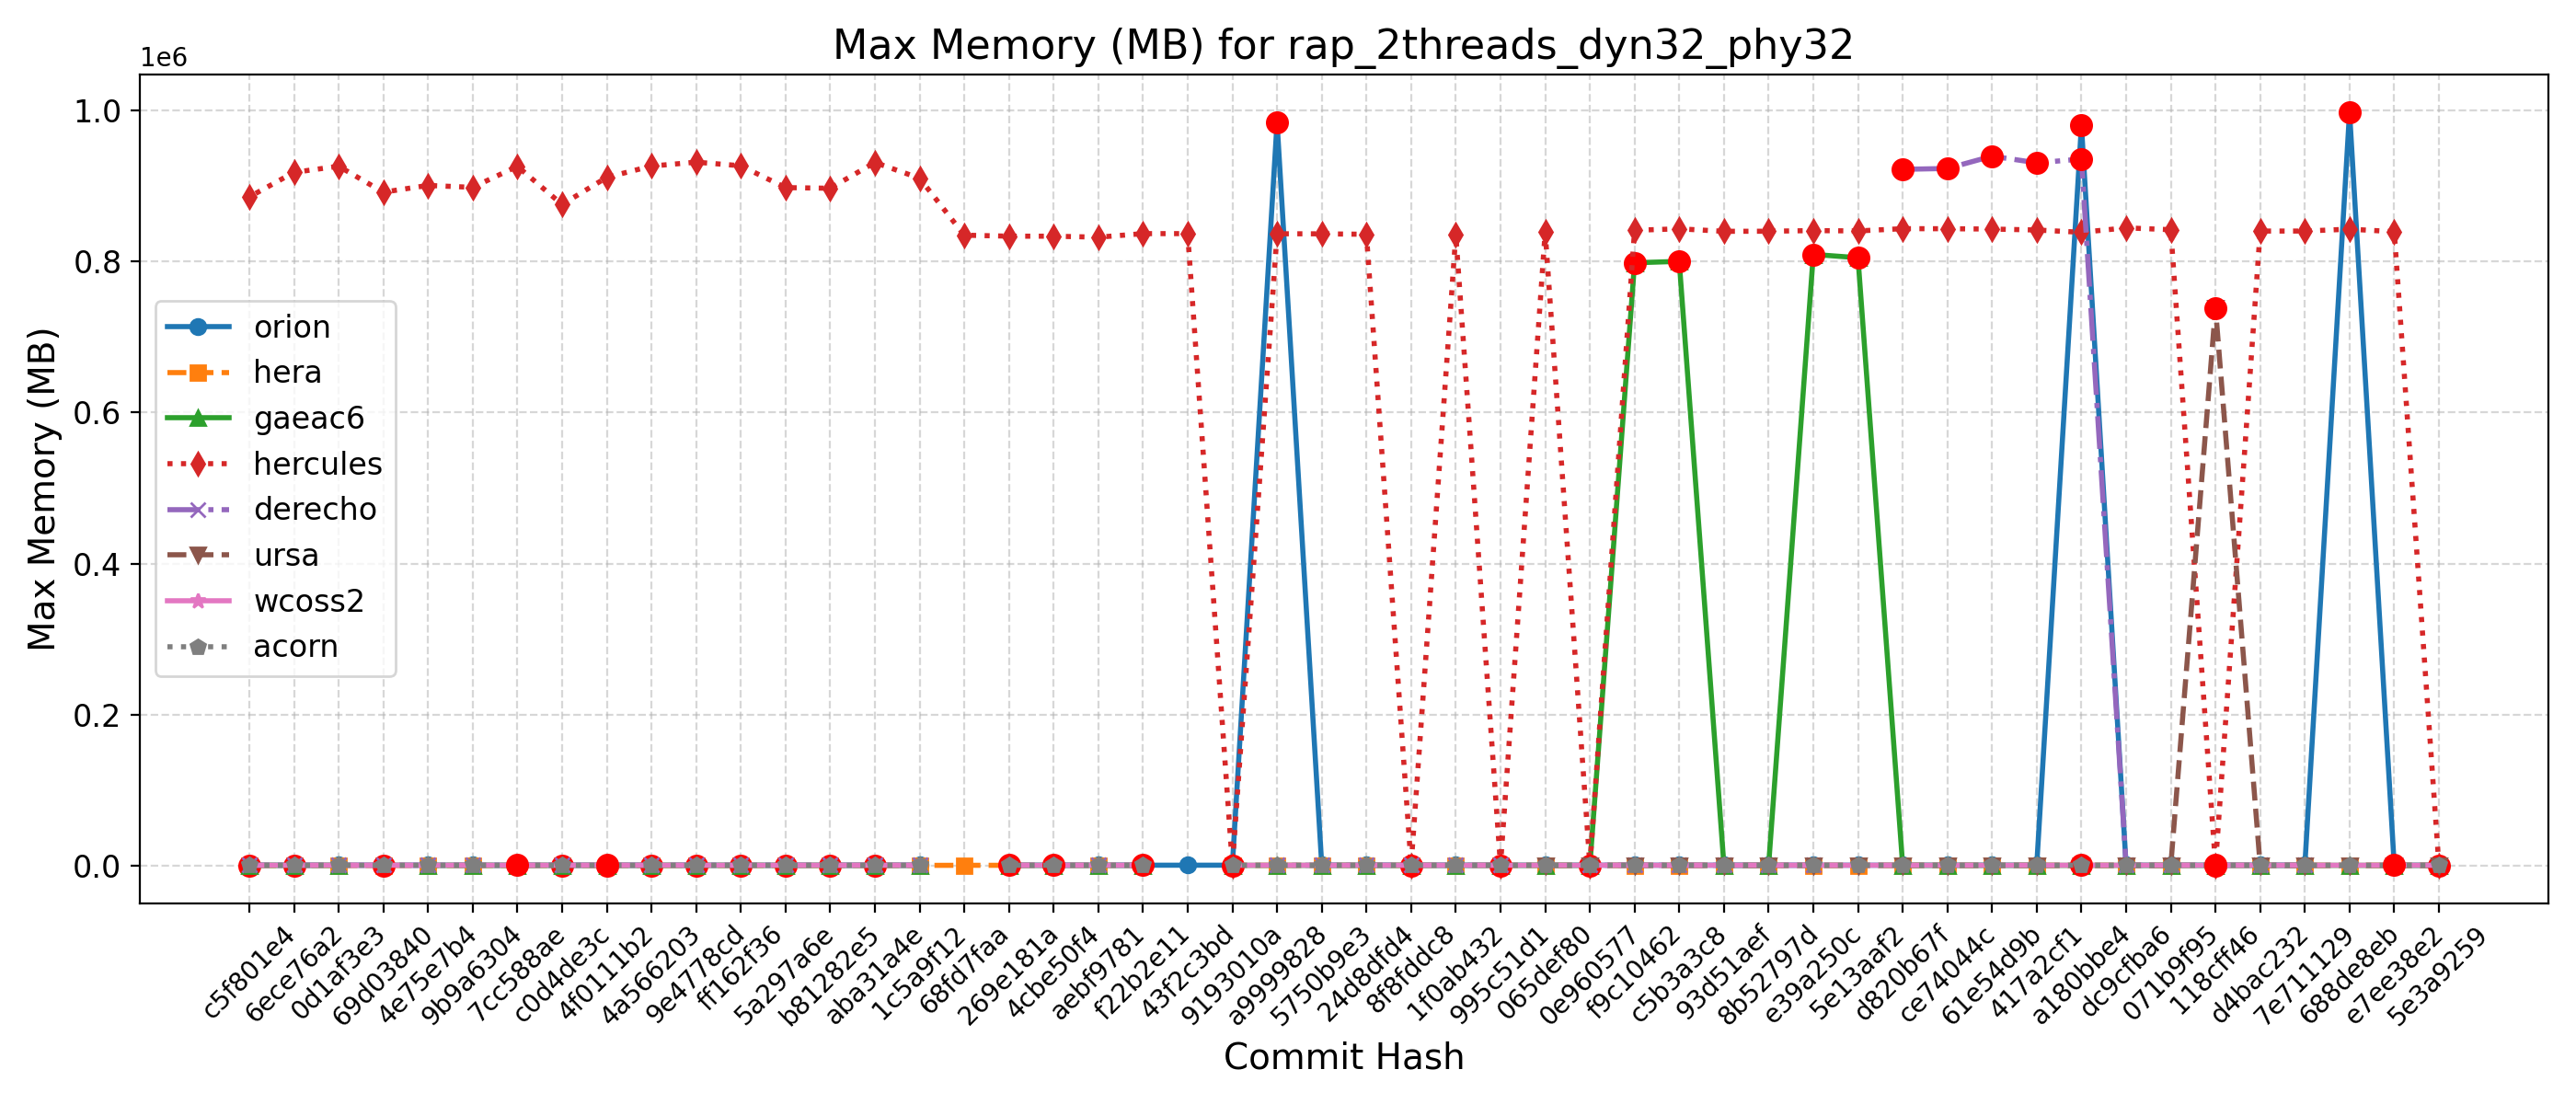 Max Memory (MB) for rap_2threads_dyn32_phy32
1e6
1.0
0.8
0.6
0.4
0.2
0.0
Max Memory (MB)
orion
hera
gaeac6
hercules
derecho
ursa
wcoss2
acorn
c5f801e4
6ece76a2
0d1af3e3
69d03840
4e75e7b4
9b9a6304
7cc588ae
c0d4de3c
4f0111b2
4a566203
9e4778cd
ff162f36
5a297a6e
b81282e5
aba31a4e
1c5a9f12
68fd7faa
269e181a
4cbe50f4
aebf9781
f22b2e11
43f2c3bd
9193010a
a9999828
5750b9e3
24d8dfd4
8f8fddc8
1f0ab432
995c51d1
065def80
0e960577
f9c10462
c5b3a3c8
93d51aef
8b52797d
e39a250c
5e13aaf2
d820b67f
ce74044c
61e54d9b
417a2cf1
a180bbe4
dc9cfba6
071b9f95
118cff46
d4bac232
7e711129
688de8eb
e7ee38e2
5e3a9259
Commit Hash